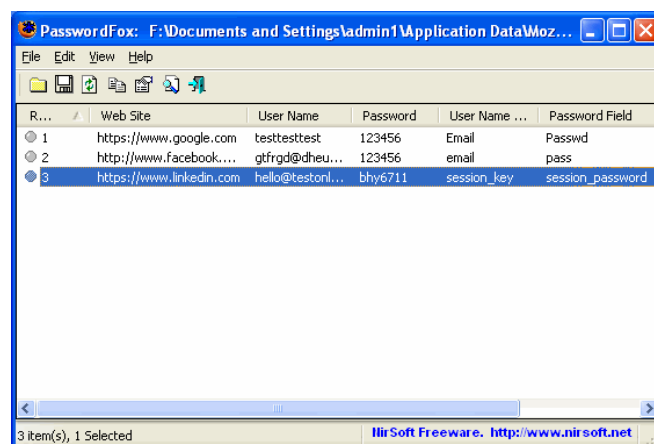 PasswordFox: F:\Documents and Settings\admin1\Application Data\Moz...
File Edit View Help
R... Web Site User Name Password User Name ... Password Field
1 https://www.google.com testtesttest 123456 Email Passwd
2 http://www.facebook.... gtfrgd@dheu... 123456 email pass
3 https://www.linkedin.com hello@testonl... bhy6711 session_key session_password
3 item(s), 1 Selected NirSoft Freeware. http://www.nirsoft.net